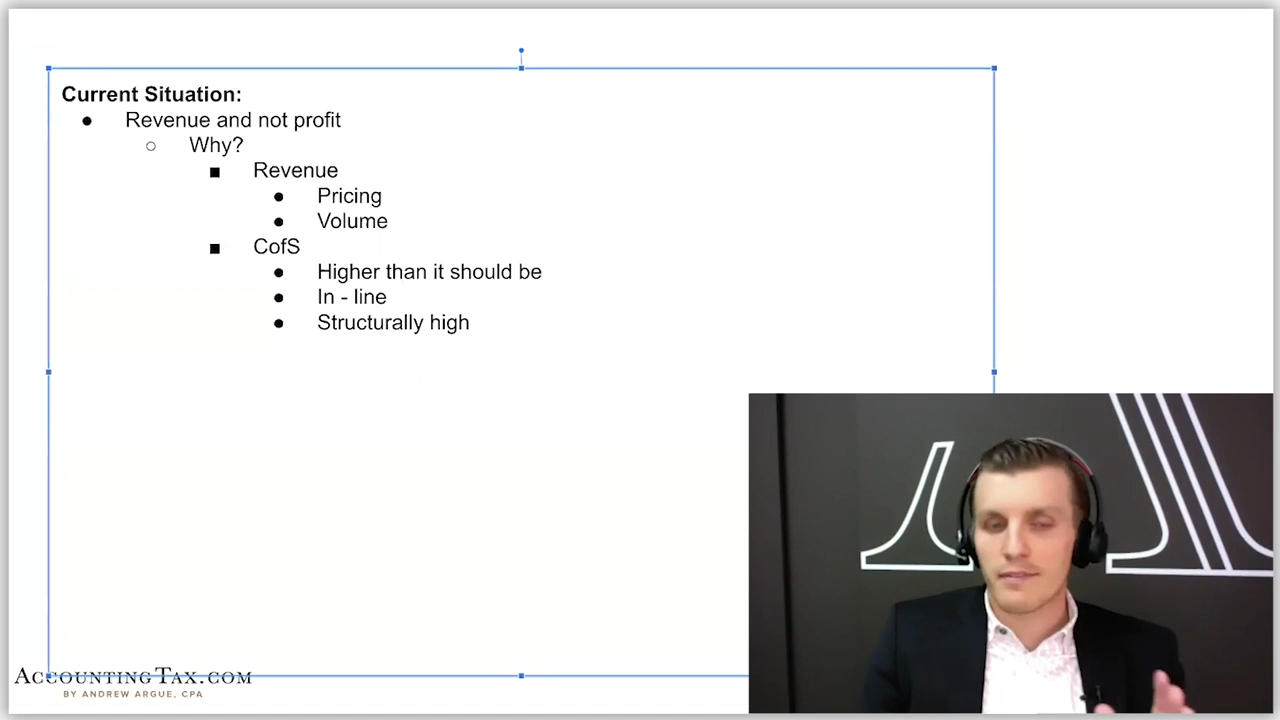 Current Situation:
● Revenue and not profit
○ Why?
■ Revenue
● Pricing
● Volume
■ CofS
● Higher than it should be
● In - line
● Structurally high
ACCOUNTINGTAX.COM
BY ANDREW ARGUE, CPA